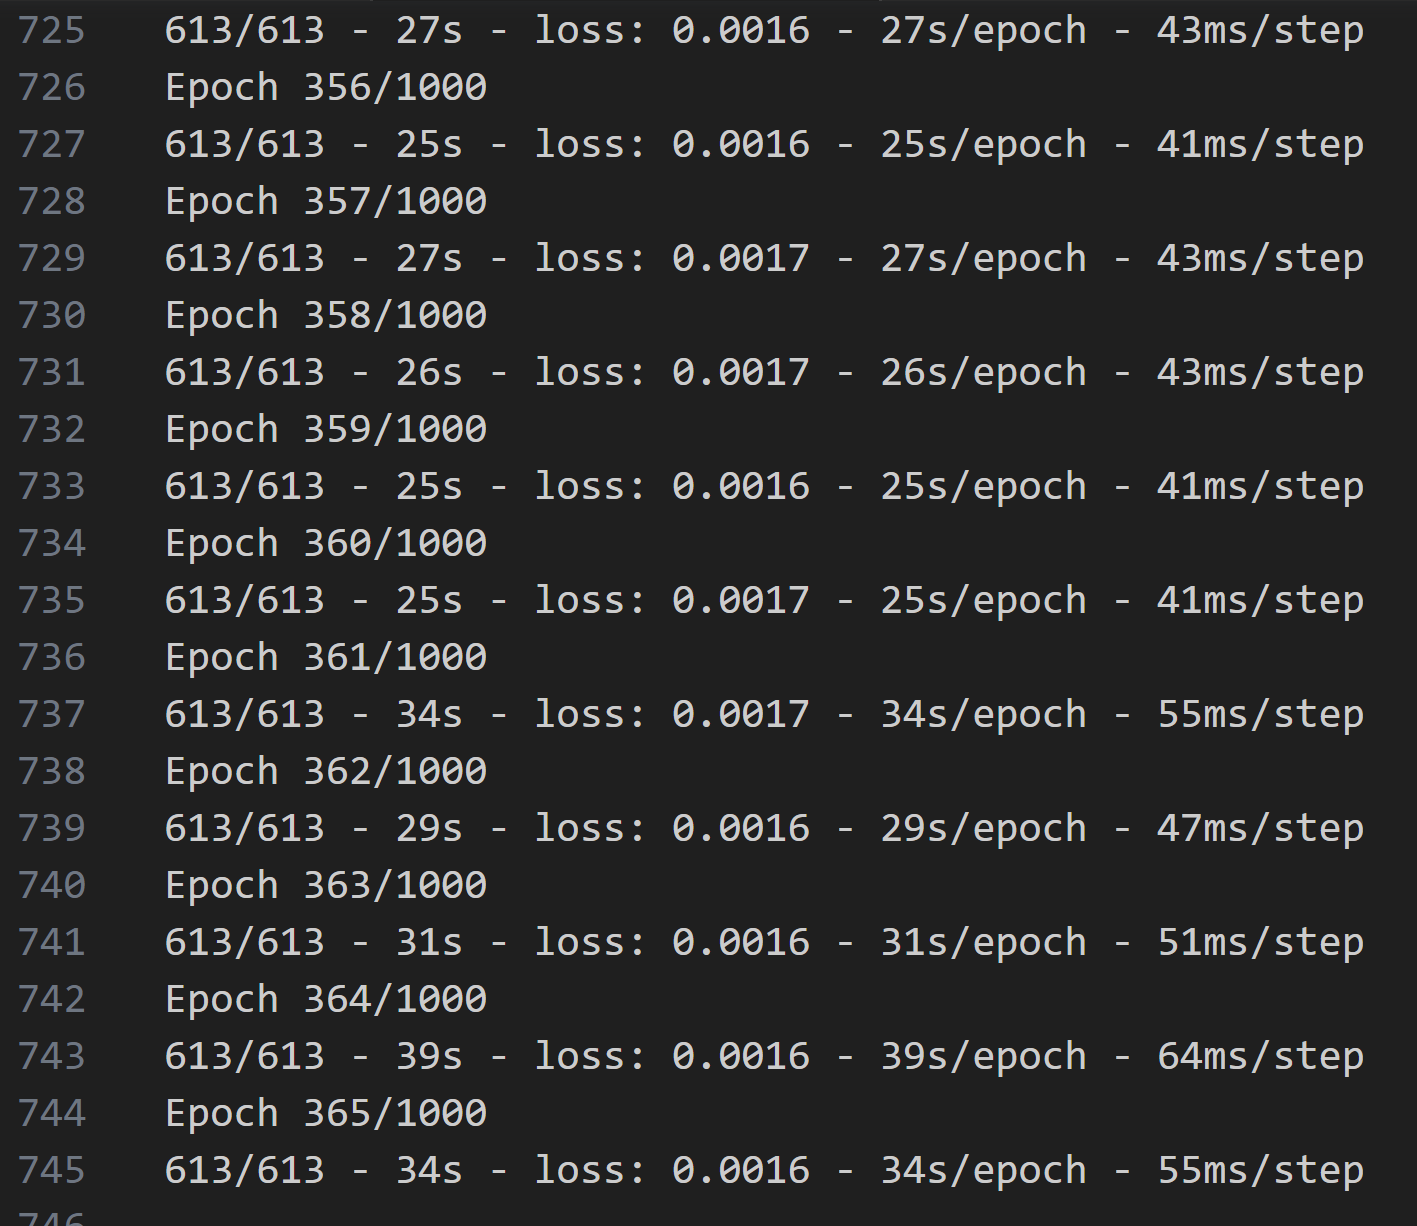 725 613/613 - 27s - loss: 0.0016 - 27s/epoch - 43ms/step
726 Epoch 356/1000
727 613/613 - 25s - loss: 0.0016 - 25s/epoch - 41ms/step
728 Epoch 357/1000
729 613/613 - 27s - loss: 0.0017 - 27s/epoch - 43ms/step
730 Epoch 358/1000
731 613/613 - 26s - loss: 0.0017 - 26s/epoch - 43ms/step
732 Epoch 359/1000
733 613/613 - 25s - loss: 0.0016 - 25s/epoch - 41ms/step
734 Epoch 360/1000
735 613/613 - 25s - loss: 0.0017 - 25s/epoch - 41ms/step
736 Epoch 361/1000
737 613/613 - 34s - loss: 0.0017 - 34s/epoch - 55ms/step
738 Epoch 362/1000
739 613/613 - 29s - loss: 0.0016 - 29s/epoch - 47ms/step
740 Epoch 363/1000
741 613/613 - 31s - loss: 0.0016 - 31s/epoch - 51ms/step
742 Epoch 364/1000
743 613/613 - 39s - loss: 0.0016 - 39s/epoch - 64ms/step
744 Epoch 365/1000
745 613/613 - 34s - loss: 0.0016 - 34s/epoch - 55ms/step
746